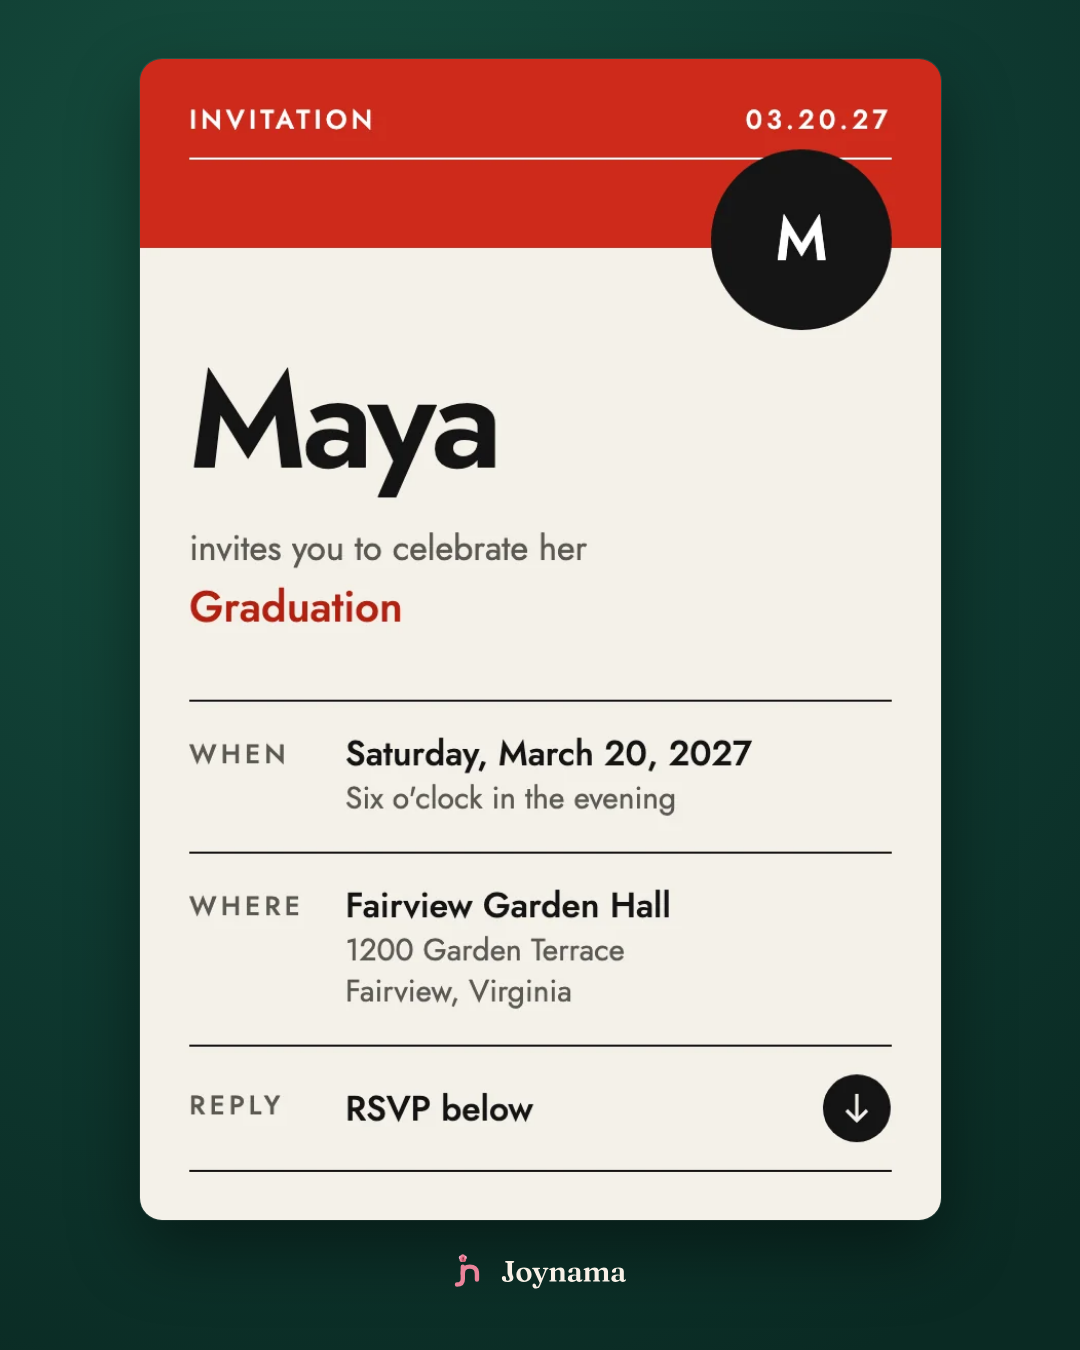 INVITATION
03.20.27
M
Maya
invites you to celebrate her
Graduation
WHEN
Saturday, March 20, 2027
Six o'clock in the evening
WHERE
Fairview Garden Hall
1200 Garden Terrace
Fairview, Virginia
REPLY
RSVP below
Joynama